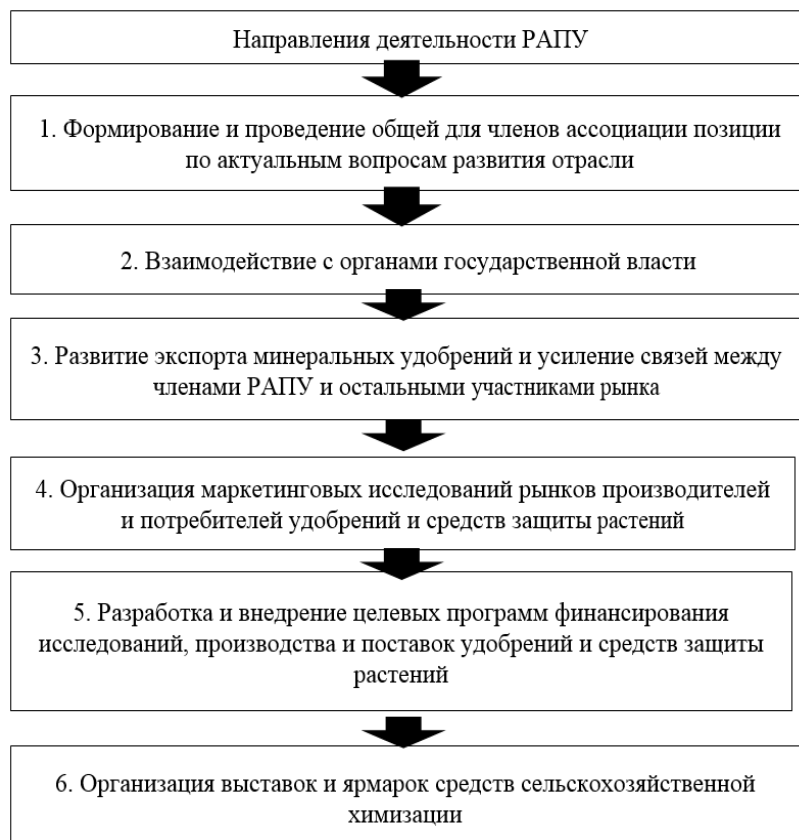 Направления деятельности РАПУ
1. Формирование и проведение общей для членов ассоциации позиции
по актуальным вопросам развития отрасли
2. Взаимодействие с органами государственной власти
3. Развитие экспорта минеральных удобрений и усиление связей между
членами РАПУ и остальными участниками рынка
4. Организация маркетинговых исследований рынков производителей
и потребителей удобрений и средств защиты растений
5. Разработка и внедрение целевых программ финансирования
исследований, производства и поставок удобрений и средств защиты
растений
6. Организация выставок и ярмарок средств сельскохозяйственной
химизации